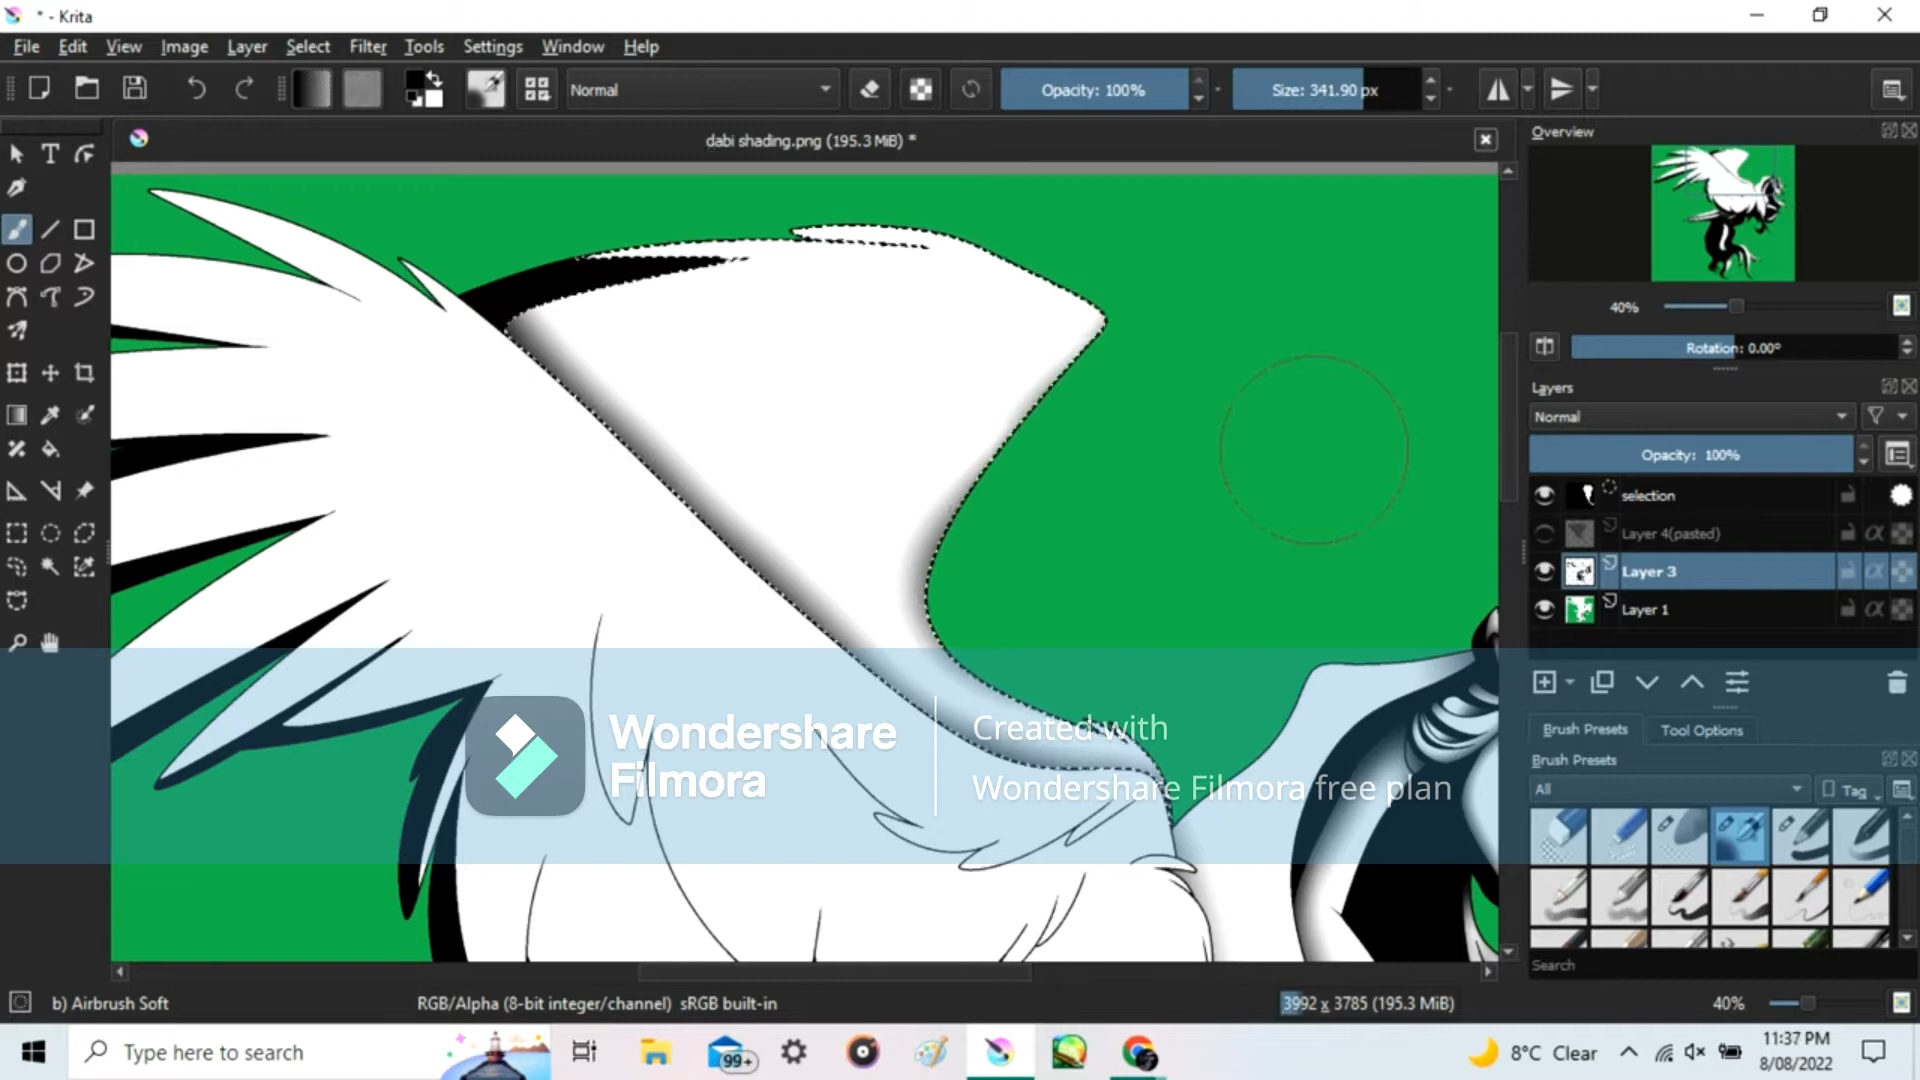 * - Krita
File Edit View Image Layer Select Filter Tools Settings Window Help
Normal
Opacity: 100%
Size: 341.90 px
dabi shading.png (195.3 MiB) *
Overview
40%
Rotation: 0.00°
Layers
Normal
Opacity: 100%
selection
Layer 4(pasted)
Layer 3
Layer 1
Brush Presets Tool Options
Brush Presets
All
Tag
Search
Wondershare
Filmora
Created with
Wondershare Filmora free plan
b) Airbrush Soft
RGB/Alpha (8-bit integer/channel) sRGB built-in
3992 x 3785 (195.3 MiB)
40%
Type here to search
99+
8°C Clear
11:37 PM
8/08/2022